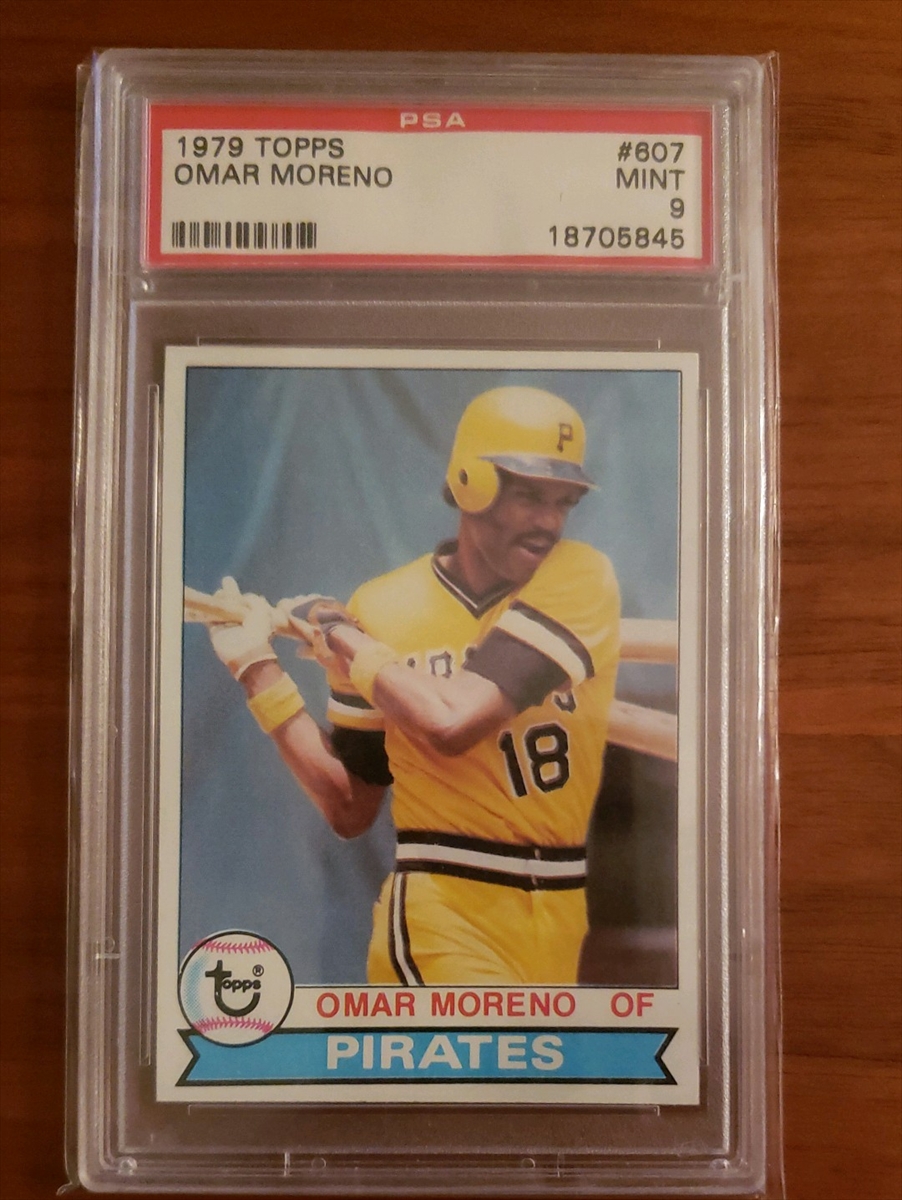 PSA
1979 TOPPS #607
OMAR MORENO MINT
9
18705845
P
18
topps®
OMAR MORENO OF
PIRATES